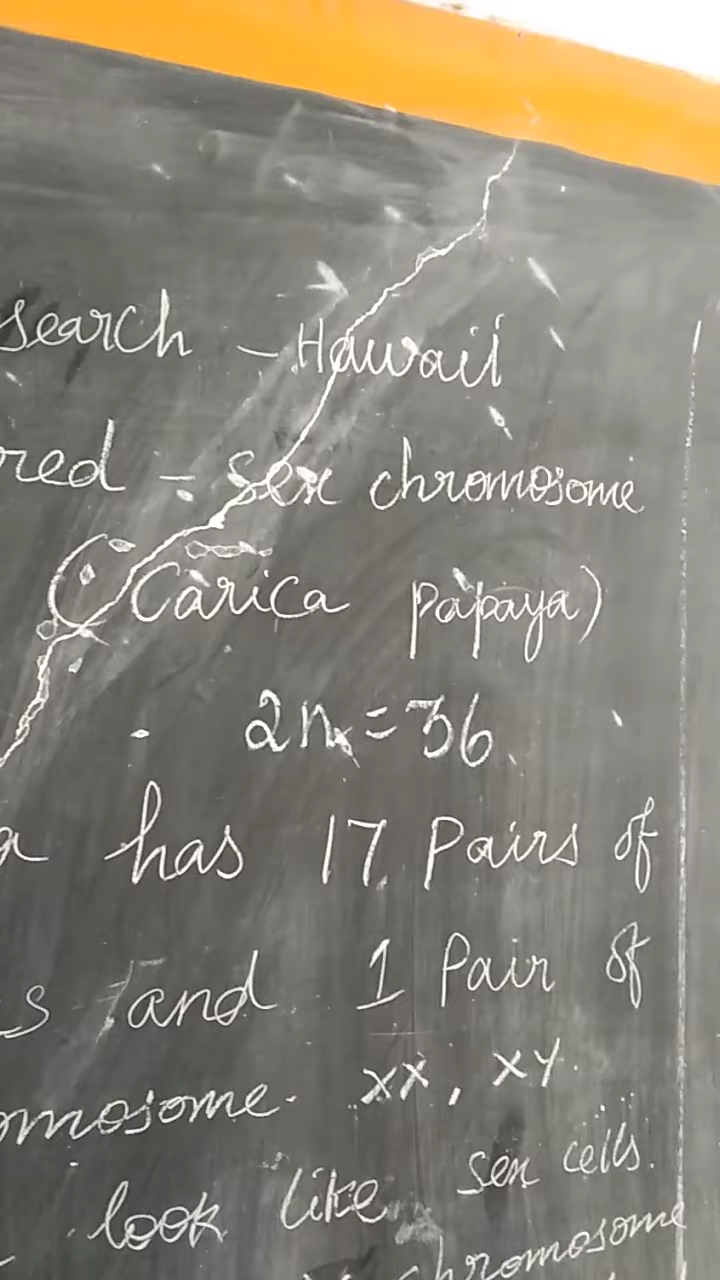 search - Hawaii
red - sex chromosome
(Carica papaya)
2n = 36
a has 17 Pairs of
s and 1 Pair of
omosome. xx, xy.
look like sex cells.
chromosome